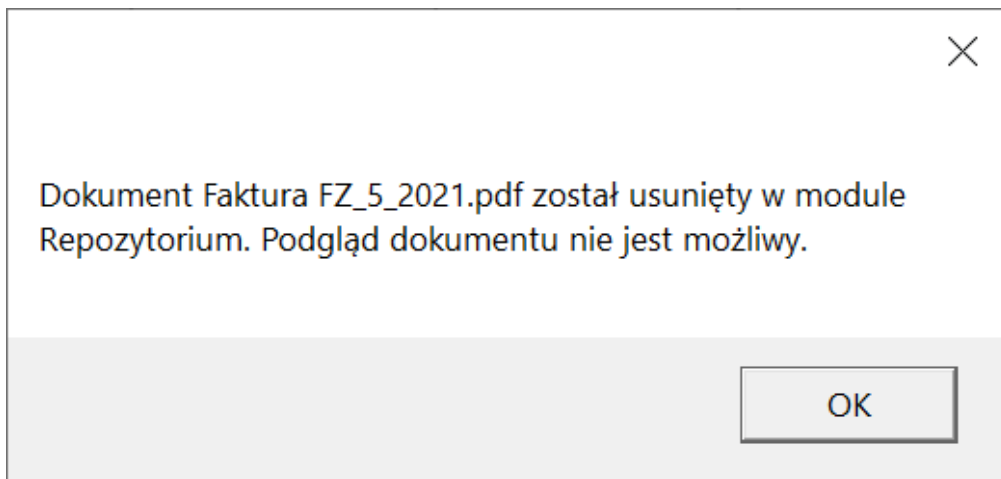 Dokument Faktura FZ_5_2021.pdf został usunięty w module
Repozytorium. Podgląd dokumentu nie jest możliwy.
OK